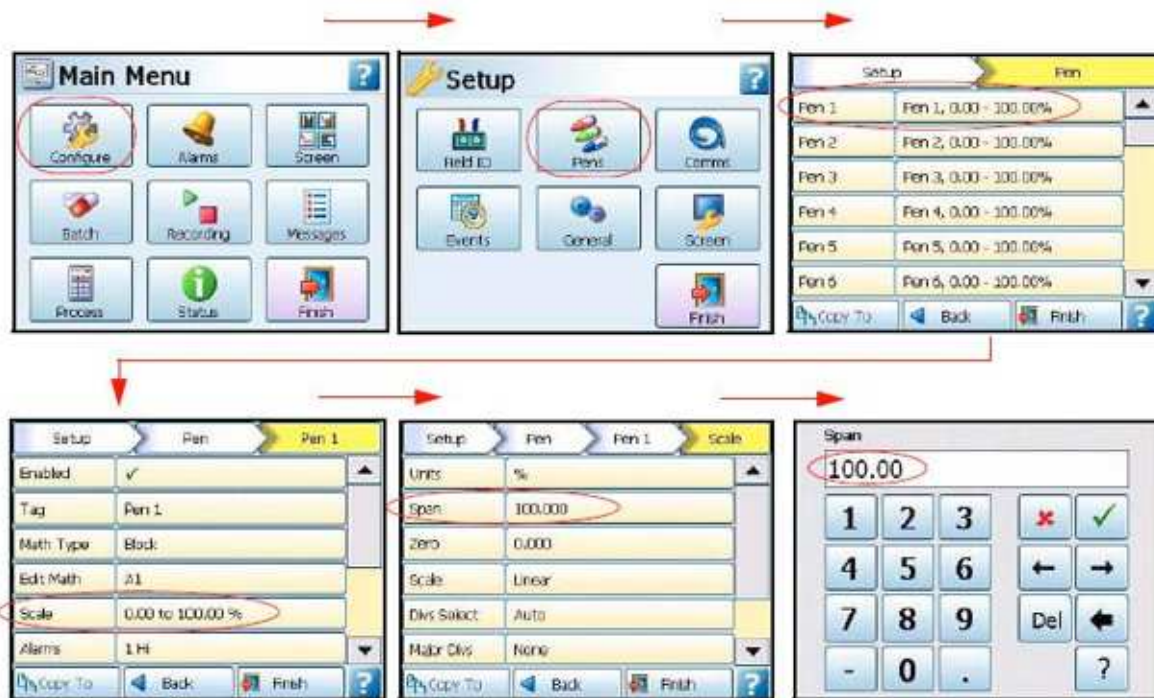 Main Menu
?
Configure
Alarms
Screen
Batch
Recording
Messages
Process
Status
Finish
Setup
?
Field IO
Pens
Comms
Events
General
Screen
Finish
Setup Pen
Pen 1 Pen 1, 0.00 - 100.00%
Pen 2 Pen 2, 0.00 - 100.00%
Pen 3 Pen 3, 0.00 - 100.00%
Pen 4 Pen 4, 0.00 - 100.00%
Pen 5 Pen 5, 0.00 - 100.00%
Pen 6 Pen 6, 0.00 - 100.00%
Copy To Back Finish ?
Setup Pen Pen 1
Enabled ✓
Tag Pen 1
Math Type Block
Edit Math A1
Scale 0.00 to 100.00 %
Alarms 1 Hi
Copy To Back Finish ?
Setup Pen Pen 1 Scale
Units %
Span 100.000
Zero 0.000
Scale Linear
Divs Select Auto
Major Divs None
Copy To Back Finish ?
Span
100.00
1 2 3
4 5 6
7 8 9 Del
- 0 . ?